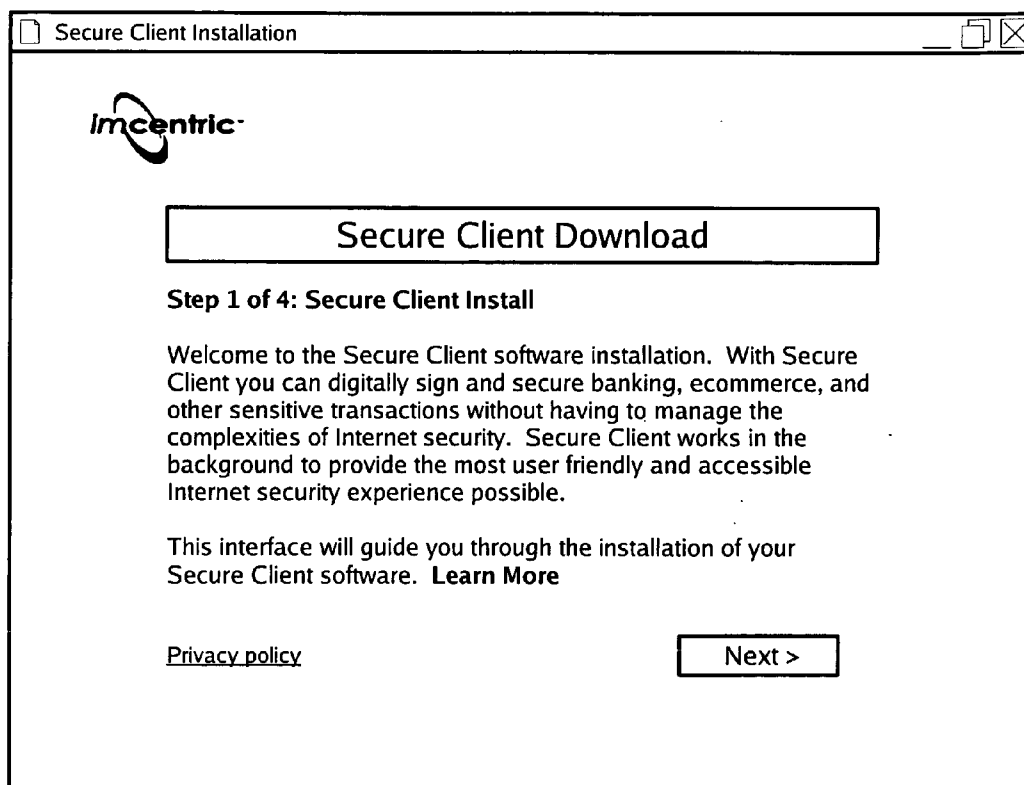 Secure Client Installation
imcentric
Secure Client Download
Step 1 of 4: Secure Client Install
Welcome to the Secure Client software installation. With Secure
Client you can digitally sign and secure banking, ecommerce, and
other sensitive transactions without having to manage the
complexities of Internet security. Secure Client works in the
background to provide the most user friendly and accessible
Internet security experience possible.
This interface will guide you through the installation of your
Secure Client software. Learn More
Privacy policy
Next >